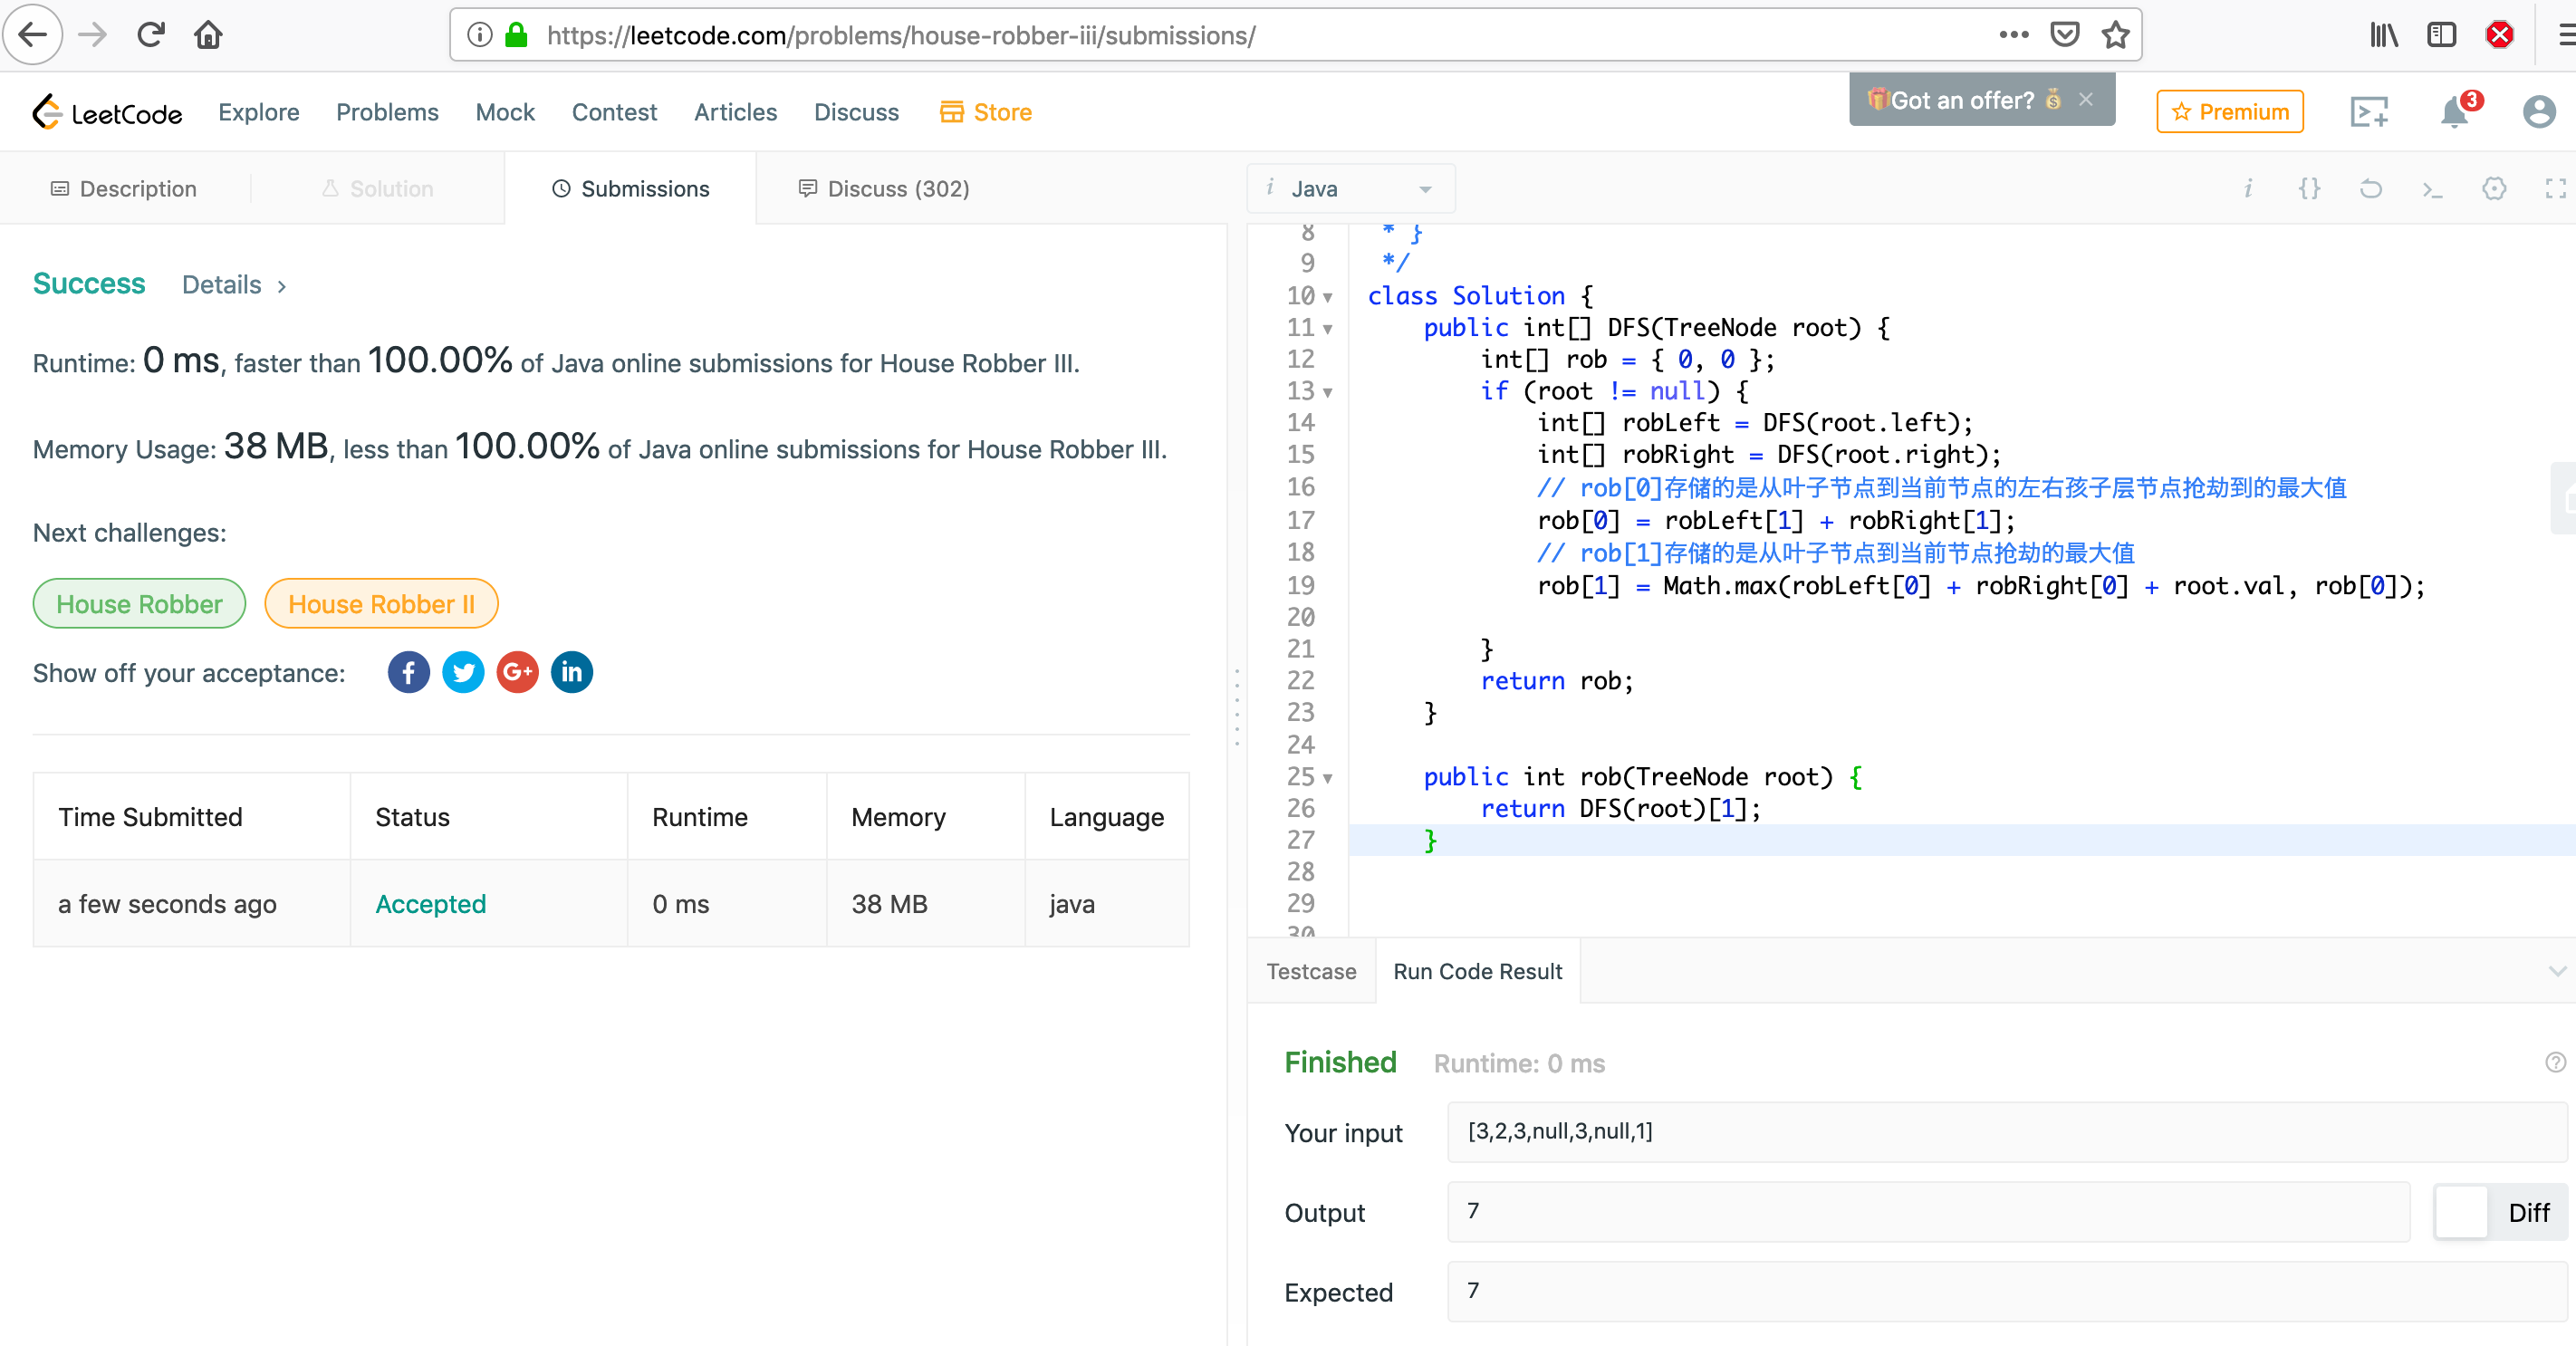 https://leetcode.com/problems/house-robber-iii/submissions/
LeetCode Explore Problems Mock Contest Articles Discuss Store
Got an offer? ×
Premium
3
Description Solution Submissions Discuss (302)
i Java
Success Details >
Runtime: 0 ms, faster than 100.00% of Java online submissions for House Robber III.
Memory Usage: 38 MB, less than 100.00% of Java online submissions for House Robber III.
Next challenges:
House Robber House Robber II
Show off your acceptance:
Time Submitted Status Runtime Memory Language
a few seconds ago Accepted 0 ms 38 MB java
8 * }
9 */
10 class Solution {
11 public int[] DFS(TreeNode root) {
12 int[] rob = { 0, 0 };
13 if (root != null) {
14 int[] robLeft = DFS(root.left);
15 int[] robRight = DFS(root.right);
16 // rob[0]存储的是从叶子节点到当前节点的左右孩子层节点抢劫到的最大值
17 rob[0] = robLeft[1] + robRight[1];
18 // rob[1]存储的是从叶子节点到当前节点抢劫的最大值
19 rob[1] = Math.max(robLeft[0] + robRight[0] + root.val, rob[0]);
20
21 }
22 return rob;
23 }
24
25 public int rob(TreeNode root) {
26 return DFS(root)[1];
27 }
28
29
30
Testcase Run Code Result
Finished Runtime: 0 ms
Your input [3,2,3,null,3,null,1]
Output 7 Diff
Expected 7